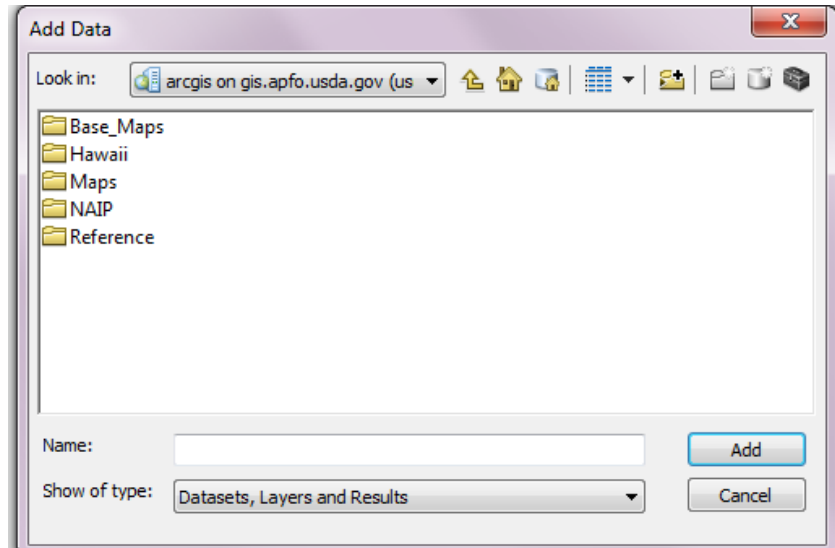 Add Data
Look in: arcgis on gis.apfo.usda.gov (us
Base_Maps
Hawaii
Maps
NAIP
Reference
Name: Add
Show of type: Datasets, Layers and Results Cancel